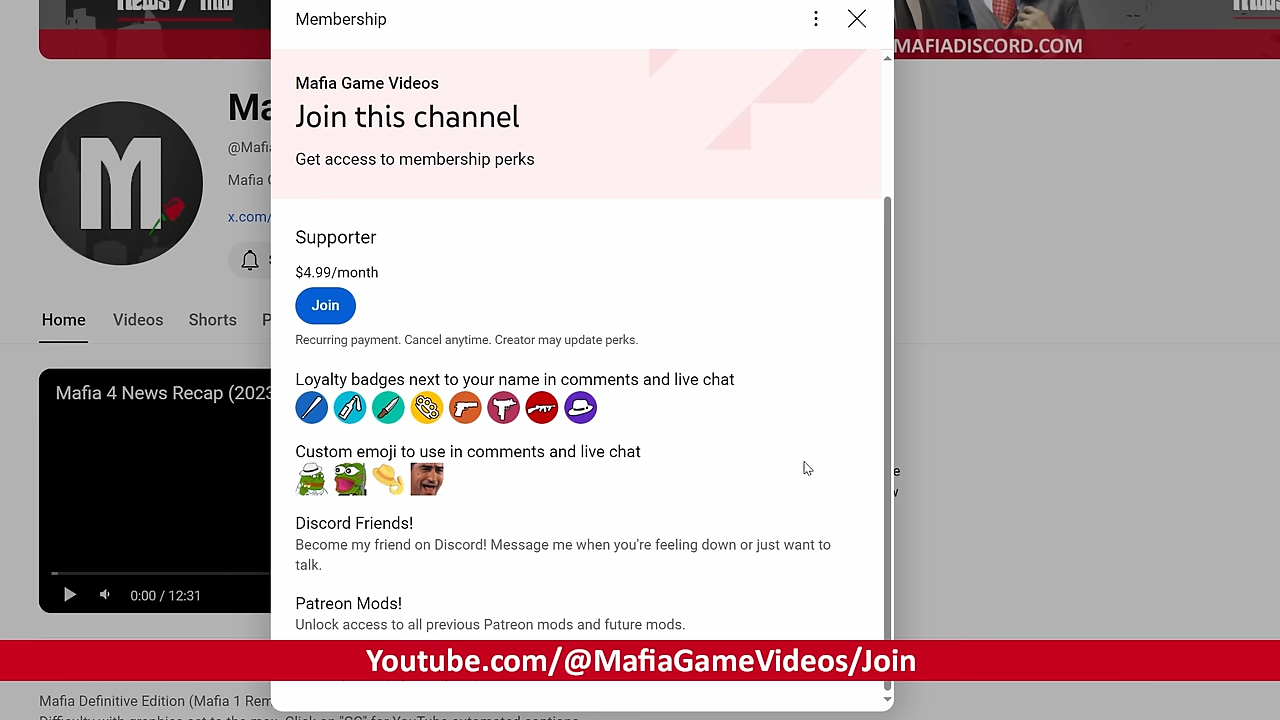 Membership
MAFIADISCORD.COM
Mafia Game Videos
Join this channel
Get access to membership perks
M
x.com/
Supporter
$4.99/month
Join
Recurring payment. Cancel anytime. Creator may update perks.
Home Videos Shorts P
Loyalty badges next to your name in comments and live chat
Mafia 4 News Recap (2023
Custom emoji to use in comments and live chat
Discord Friends!
Become my friend on Discord! Message me when you're feeling down or just want to
talk.
0:00 / 12:31
Patreon Mods!
Unlock access to all previous Patreon mods and future mods.
Youtube.com/@MafiaGameVideos/Join
Mafia Definitive Edition Mafia 1 Rem